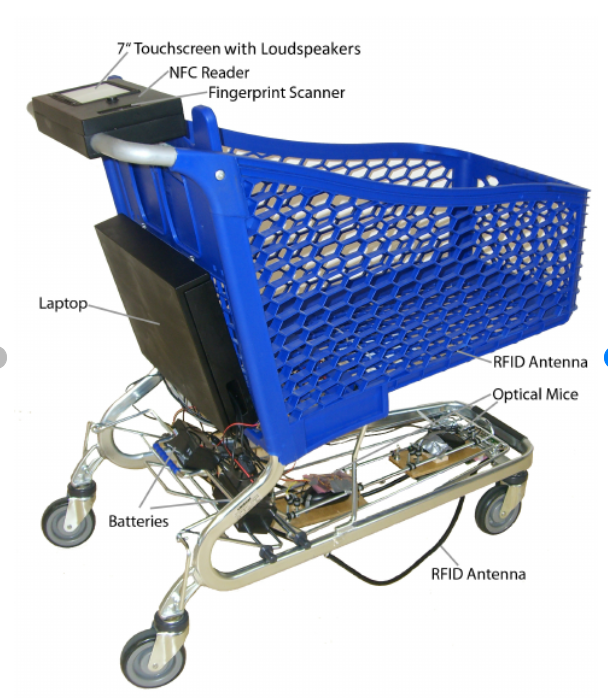 7" Touchscreen with Loudspeakers
NFC Reader
Fingerprint Scanner
Laptop
RFID Antenna
Optical Mice
Batteries
RFID Antenna